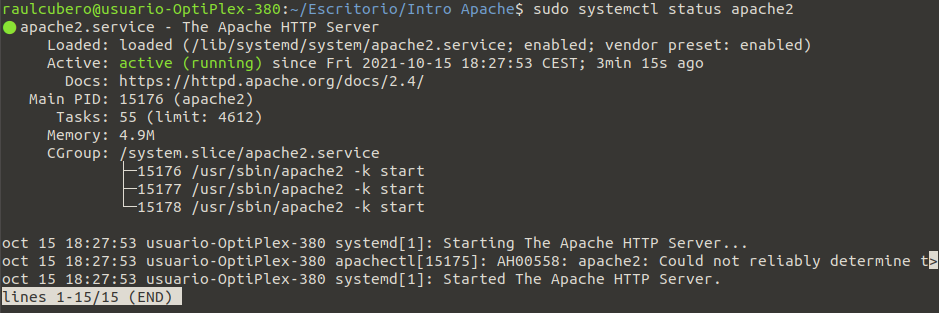 raulcubero@usuario-OptiPlex-380:~/Escritorio/Intro Apache$ sudo systemctl status apache2
● apache2.service - The Apache HTTP Server
Loaded: loaded (/lib/systemd/system/apache2.service; enabled; vendor preset: enabled)
Active: active (running) since Fri 2021-10-15 18:27:53 CEST; 3min 15s ago
Docs: https://httpd.apache.org/docs/2.4/
Main PID: 15176 (apache2)
Tasks: 55 (limit: 4612)
Memory: 4.9M
CGroup: /system.slice/apache2.service
├─15176 /usr/sbin/apache2 -k start
├─15177 /usr/sbin/apache2 -k start
└─15178 /usr/sbin/apache2 -k start
oct 15 18:27:53 usuario-OptiPlex-380 systemd[1]: Starting The Apache HTTP Server...
oct 15 18:27:53 usuario-OptiPlex-380 apachectl[15175]: AH00558: apache2: Could not reliably determine t>
oct 15 18:27:53 usuario-OptiPlex-380 systemd[1]: Started The Apache HTTP Server.
lines 1-15/15 (END)